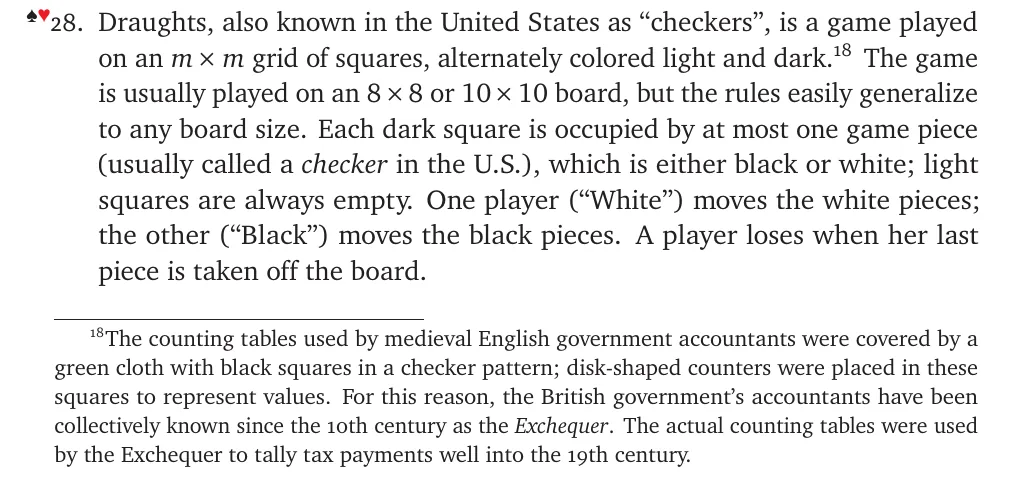 ♠♥28. Draughts, also known in the United States as “checkers”, is a game played
on an m × m grid of squares, alternately colored light and dark.¹⁸ The game
is usually played on an 8 × 8 or 10 × 10 board, but the rules easily generalize
to any board size. Each dark square is occupied by at most one game piece
(usually called a checker in the U.S.), which is either black or white; light
squares are always empty. One player (“White”) moves the white pieces;
the other (“Black”) moves the black pieces. A player loses when her last
piece is taken off the board.
¹⁸The counting tables used by medieval English government accountants were covered by a
green cloth with black squares in a checker pattern; disk-shaped counters were placed in these
squares to represent values. For this reason, the British government’s accountants have been
collectively known since the 10th century as the Exchequer. The actual counting tables were used
by the Exchequer to tally tax payments well into the 19th century.